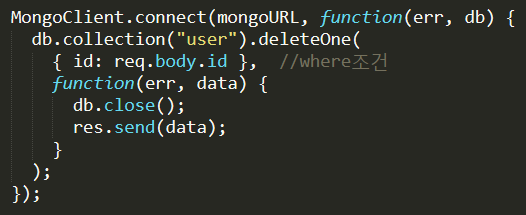 MongoClient.connect(mongoURL, function(err, db) {
  db.collection("user").deleteOne(
    { id: req.body.id },  //where조건
    function(err, data) {
      db.close();
      res.send(data);
    }
  );
});